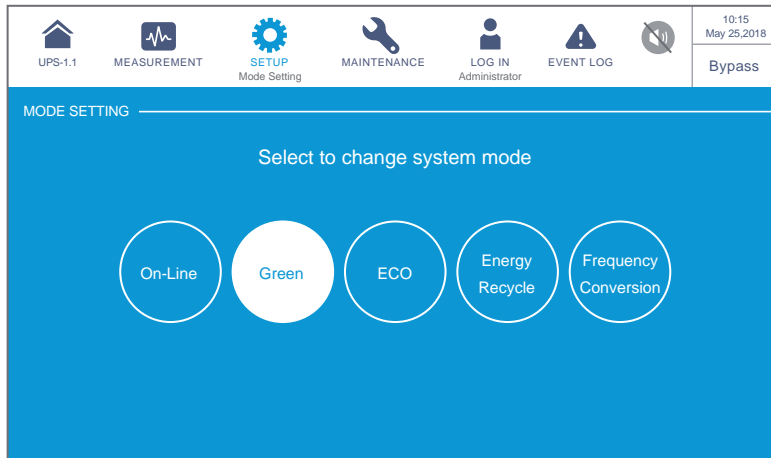 UPS-1.1
MEASUREMENT
SETUP
Mode Setting
MAINTENANCE
LOG IN
Administrator
EVENT LOG
10:15
May 25,2018
Bypass
MODE SETTING
Select to change system mode
On-Line
Green
ECO
Energy
Recycle
Frequency
Conversion